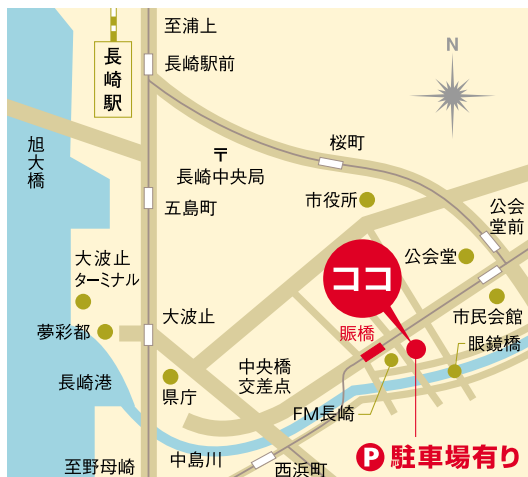 至浦上
長崎駅
長崎駅前
N
旭大橋
〒
長崎中央局
桜町
五島町
市役所
公会
堂前
大波止
ターミナル
公会堂
ココ
夢彩都
大波止
賑橋
市民会館
眼鏡橋
長崎港
県庁
中央橋
交差点
FM長崎
中島川
至野母崎
西浜町
P 駐車場有り